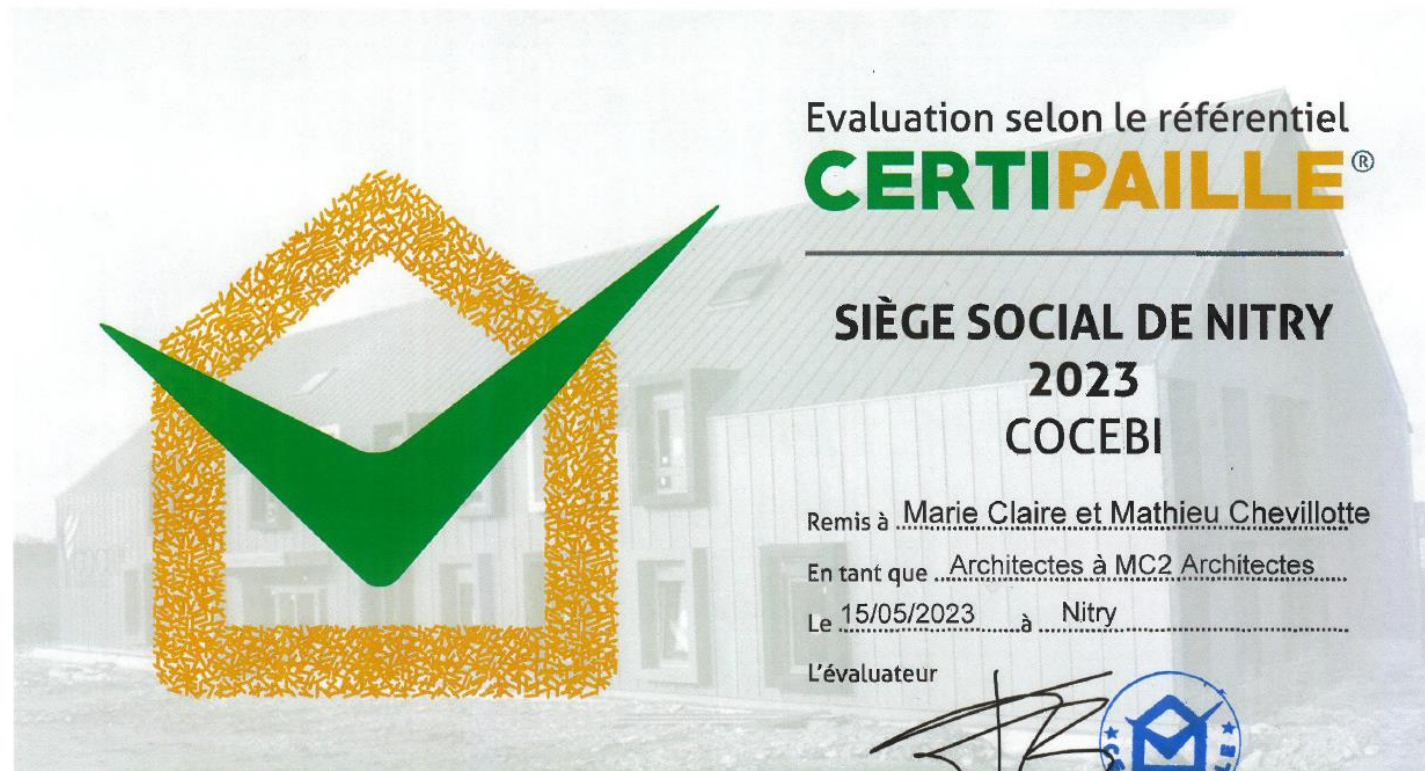 Evaluation selon le référentiel
CERTIPAILLE®
SIÈGE SOCIAL DE NITRY
2023
COCEBI
Remis à Marie Claire et Mathieu Chevillotte
En tant que Architectes à MC2 Architectes
Le 15/05/2023 à Nitry
L'évaluateur